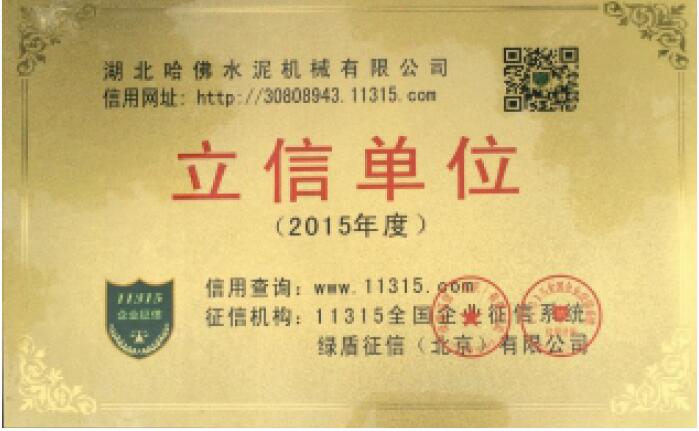 湖北哈佛水泥机械有限公司
信用网址: http://30808943.11315.com
立信单位
(2015年度)
11315
企业征信
信用查询: www.11315.com
征信机构: 11315全国企业征信系统
绿盾征信(北京)有限公司